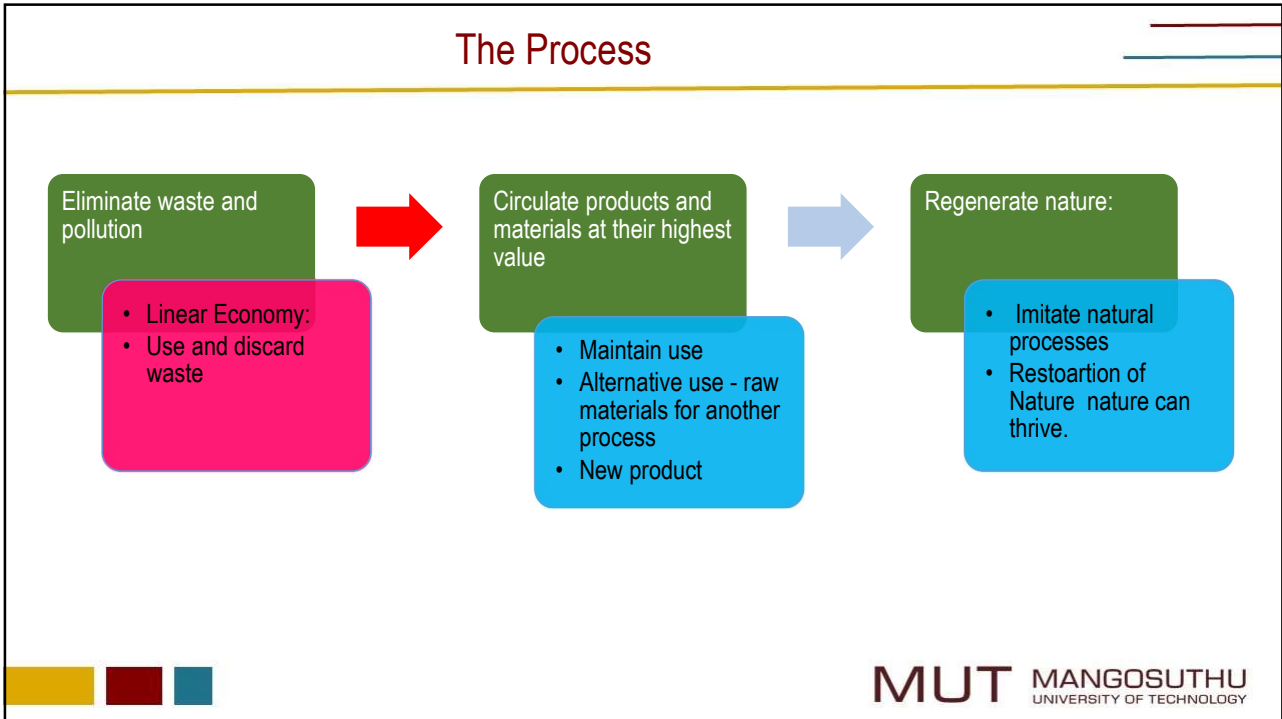 The Process
Eliminate waste and
pollution
• Linear Economy:
• Use and discard
waste
Circulate products and
materials at their highest
value
• Maintain use
• Alternative use - raw
materials for another
process
• New product
Regenerate nature:
• Imitate natural
processes
• Restoartion of
Nature nature can
thrive.
MUT MANGOSUTHU
UNIVERSITY OF TECHNOLOGY